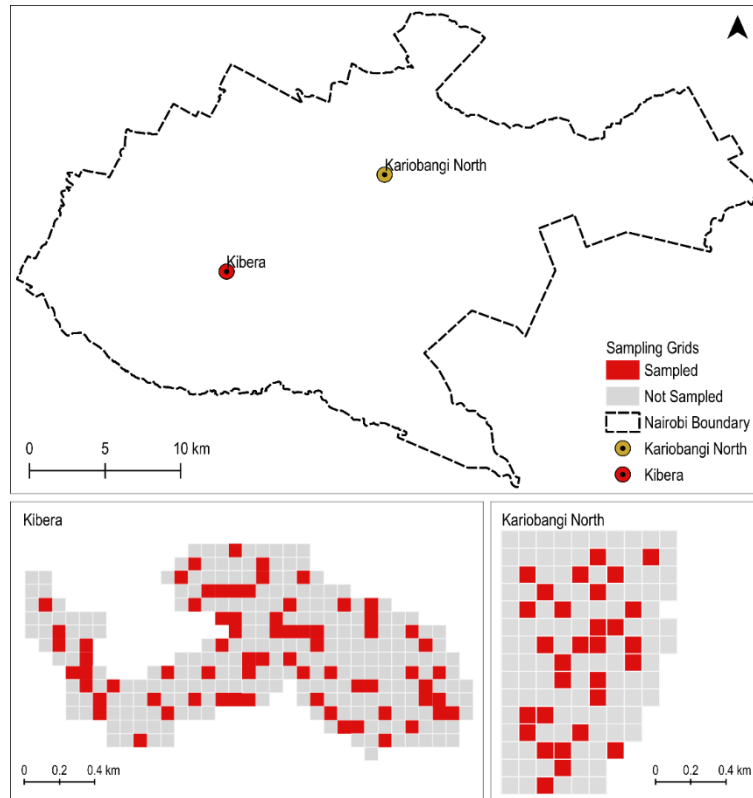 Kariobangi North
Kibera
Sampling Grids
Sampled
Not Sampled
Nairobi Boundary
Kariobangi North
Kibera
0 5 10 km
Kibera
0 0.2 0.4 km
Kariobangi North
0 0.2 0.4 km